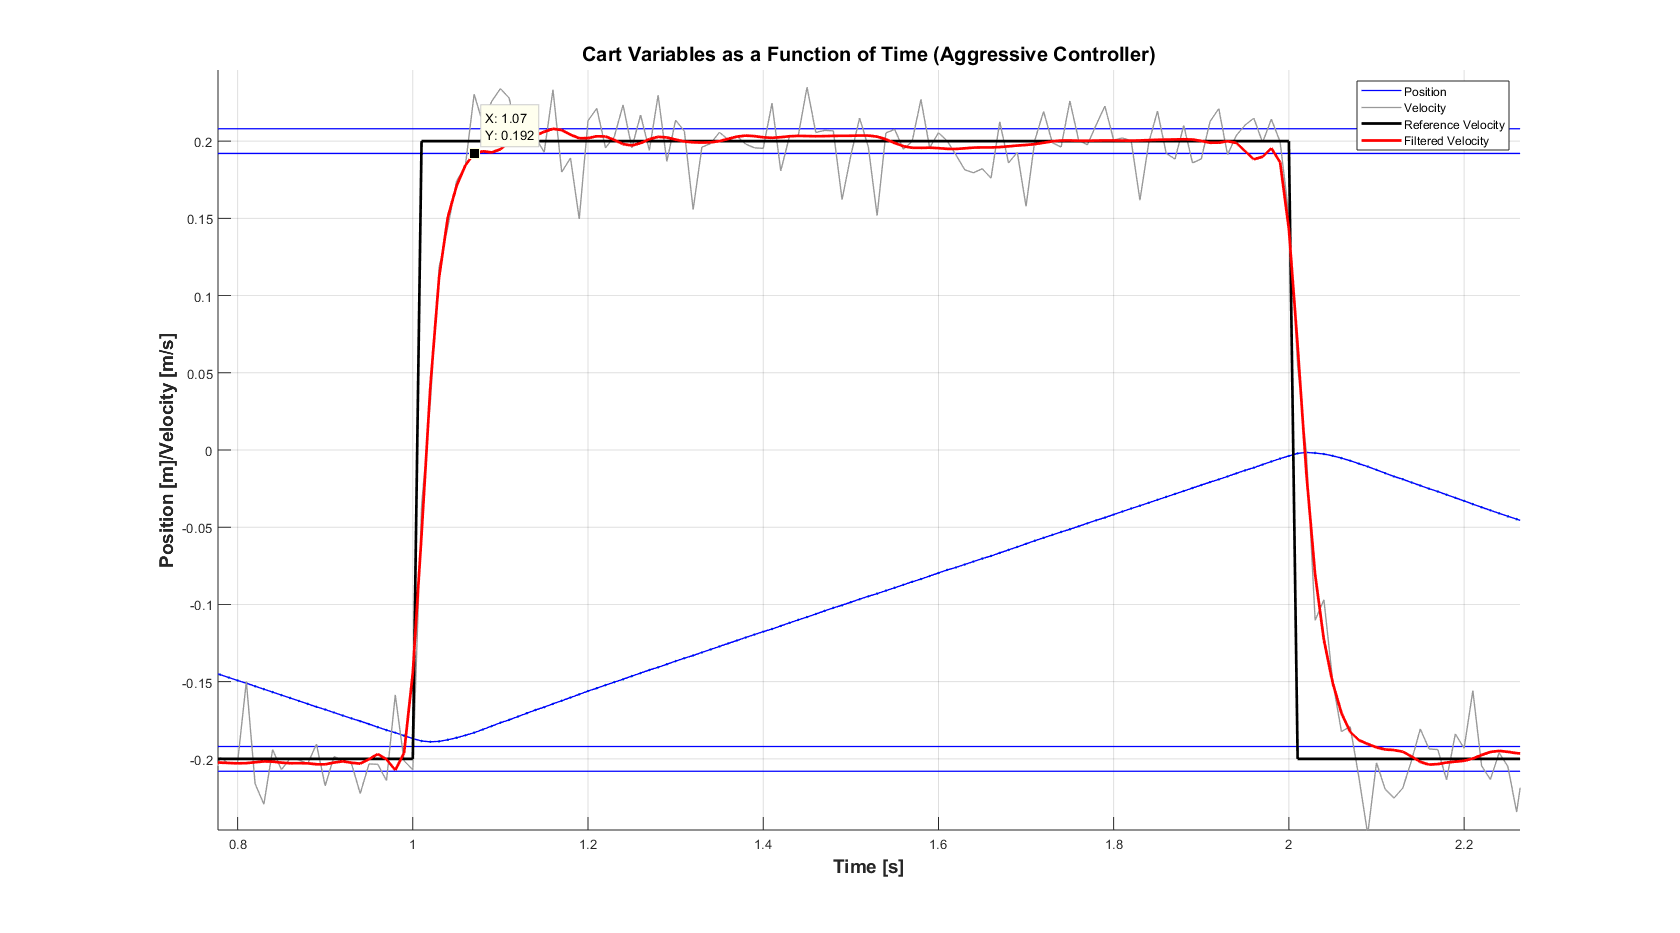 Cart Variables as a Function of Time (Aggressive Controller)
Position
Velocity
Reference Velocity
Filtered Velocity
X: 1.07
Y: 0.192
0.2
0.15
0.1
0.05
0
-0.05
-0.1
-0.15
-0.2
Position [m]/Velocity [m/s]
0.8
1
1.2
1.4
1.6
1.8
2
2.2
Time [s]